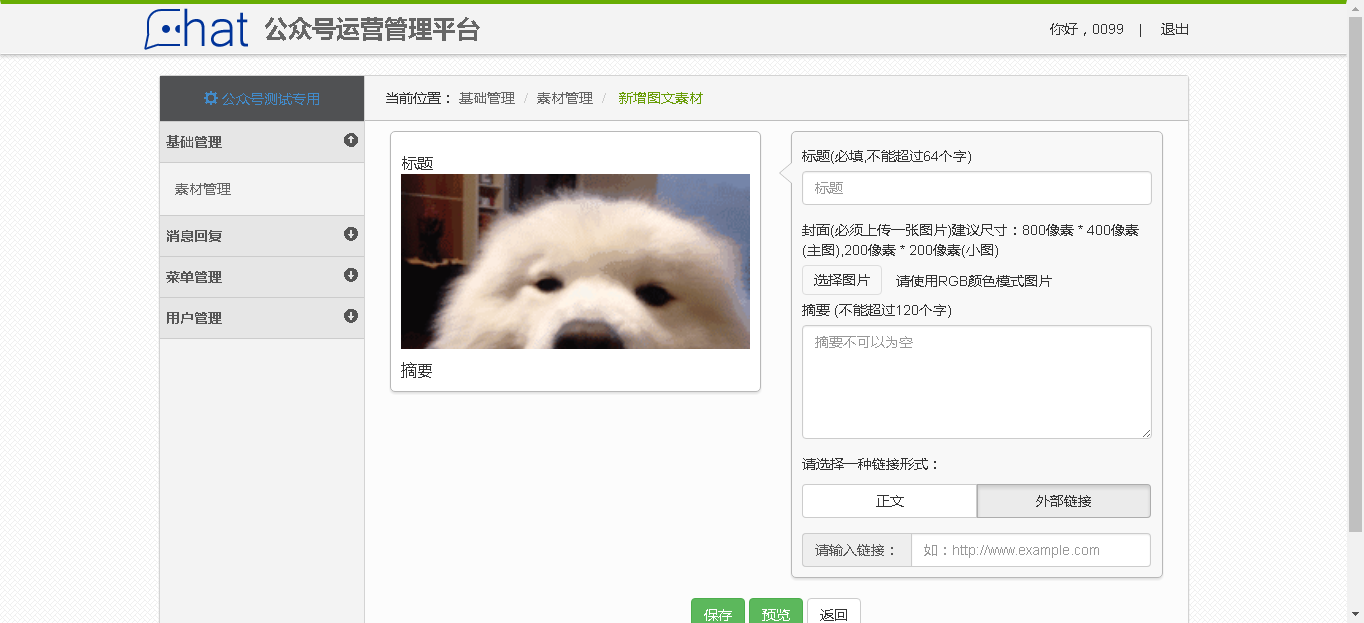 Chat 公众号运营管理平台
你好，0099 | 退出
公众号测试专用
当前位置： 基础管理 / 素材管理 / 新增图文素材
基础管理
素材管理
消息回复
菜单管理
用户管理
标题
摘要
标题(必填,不能超过64个字)
标题
封面(必须上传一张图片)建议尺寸：800像素 * 400像素
(主图),200像素 * 200像素(小图)
选择图片 请使用RGB颜色模式图片
摘要 (不能超过120个字)
摘要不可以为空
请选择一种链接形式：
正文 外部链接
请输入链接： 如：http://www.example.com
保存 预览 返回